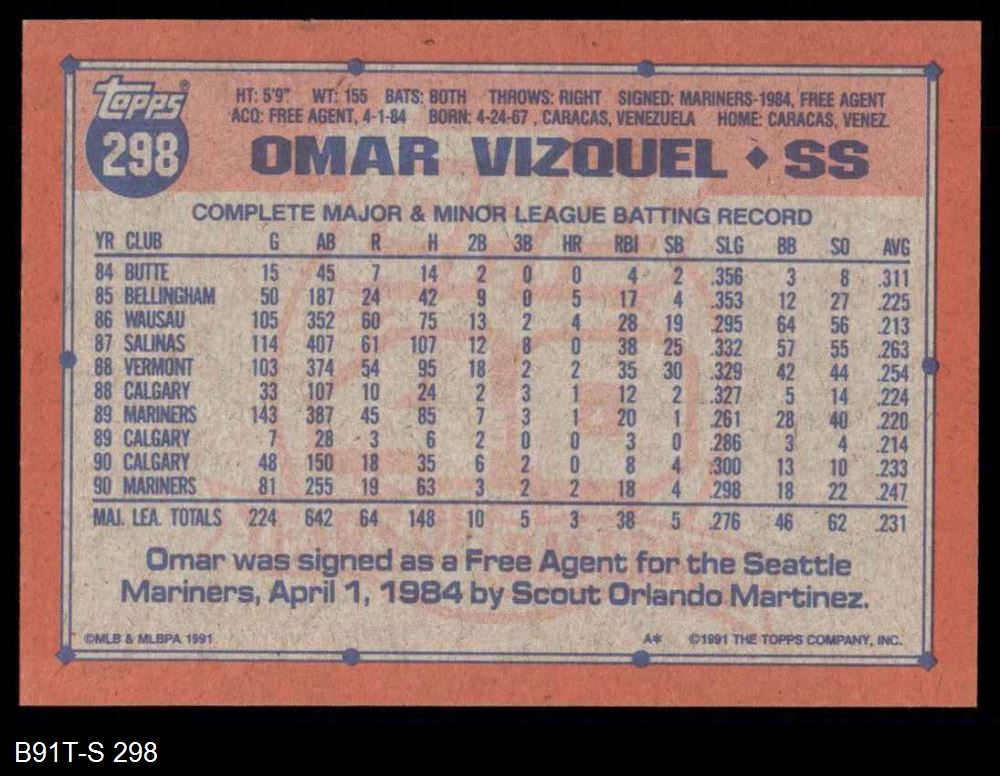 topps
298
HT: 5'9" WT: 155 BATS: BOTH THROWS: RIGHT SIGNED: MARINERS-1984, FREE AGENT
ACQ: FREE AGENT, 4-1-84 BORN: 4-24-67 , CARACAS, VENEZUELA HOME: CARACAS, VENEZ.
OMAR VIZQUEL ◆ SS
COMPLETE MAJOR & MINOR LEAGUE BATTING RECORD
YR CLUB G AB R H 2B 3B HR RBI SB SLG BB SO AVG
84 BUTTE 15 45 7 14 2 0 0 4 2 .356 3 8 .311
85 BELLINGHAM 50 187 24 42 9 0 5 17 4 .353 12 27 .225
86 WAUSAU 105 352 60 75 13 2 4 28 19 .295 64 56 .213
87 SALINAS 114 407 61 107 12 8 0 38 25 .332 57 55 .263
88 VERMONT 103 374 54 95 18 2 2 35 30 .329 42 44 .254
88 CALGARY 33 107 10 24 2 3 1 12 2 .327 5 14 .224
89 MARINERS 143 387 45 85 7 3 1 20 1 .261 28 40 .220
89 CALGARY 7 28 3 6 2 0 0 3 0 .286 3 4 .214
90 CALGARY 48 150 18 35 6 2 0 8 4 .300 13 10 .233
90 MARINERS 81 255 19 63 3 2 2 18 4 .298 18 22 .247
MAJ. LEA. TOTALS 224 642 64 148 10 5 3 38 5 .276 46 62 .231
Omar was signed as a Free Agent for the Seattle
Mariners, April 1, 1984 by Scout Orlando Martinez.
©MLB & MLBPA 1991 A* ©1991 THE TOPPS COMPANY, INC.
B91T-S 298